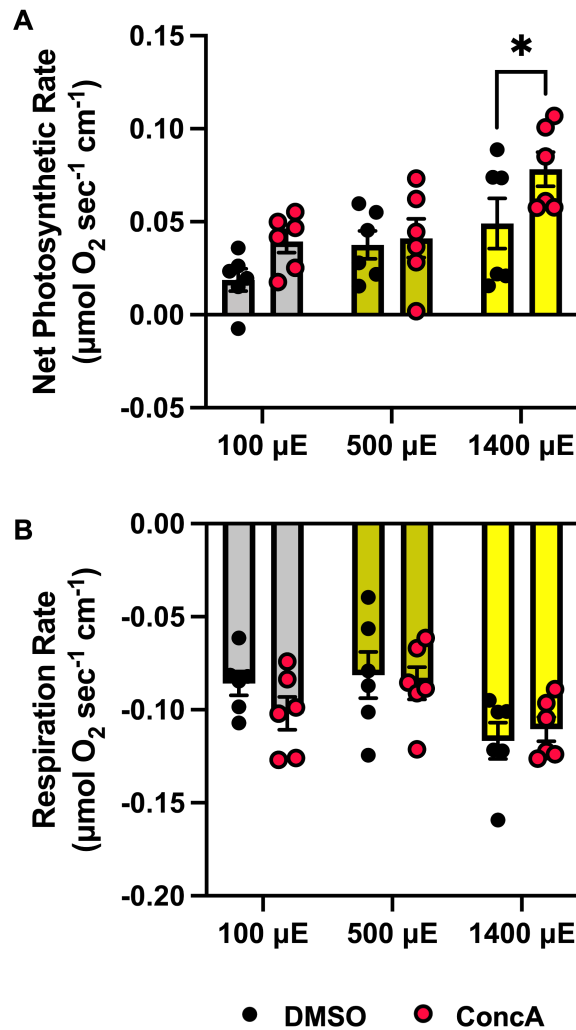 A
Net Photosynthetic Rate
(µmol O2 sec-1 cm-1)
0.15
0.10
0.05
0.00
-0.05
*
100 µE 500 µE 1400 µE
B
Respiration Rate
(µmol O2 sec-1 cm-1)
0.00
-0.05
-0.10
-0.15
-0.20
100 µE 500 µE 1400 µE
DMSO ConcA